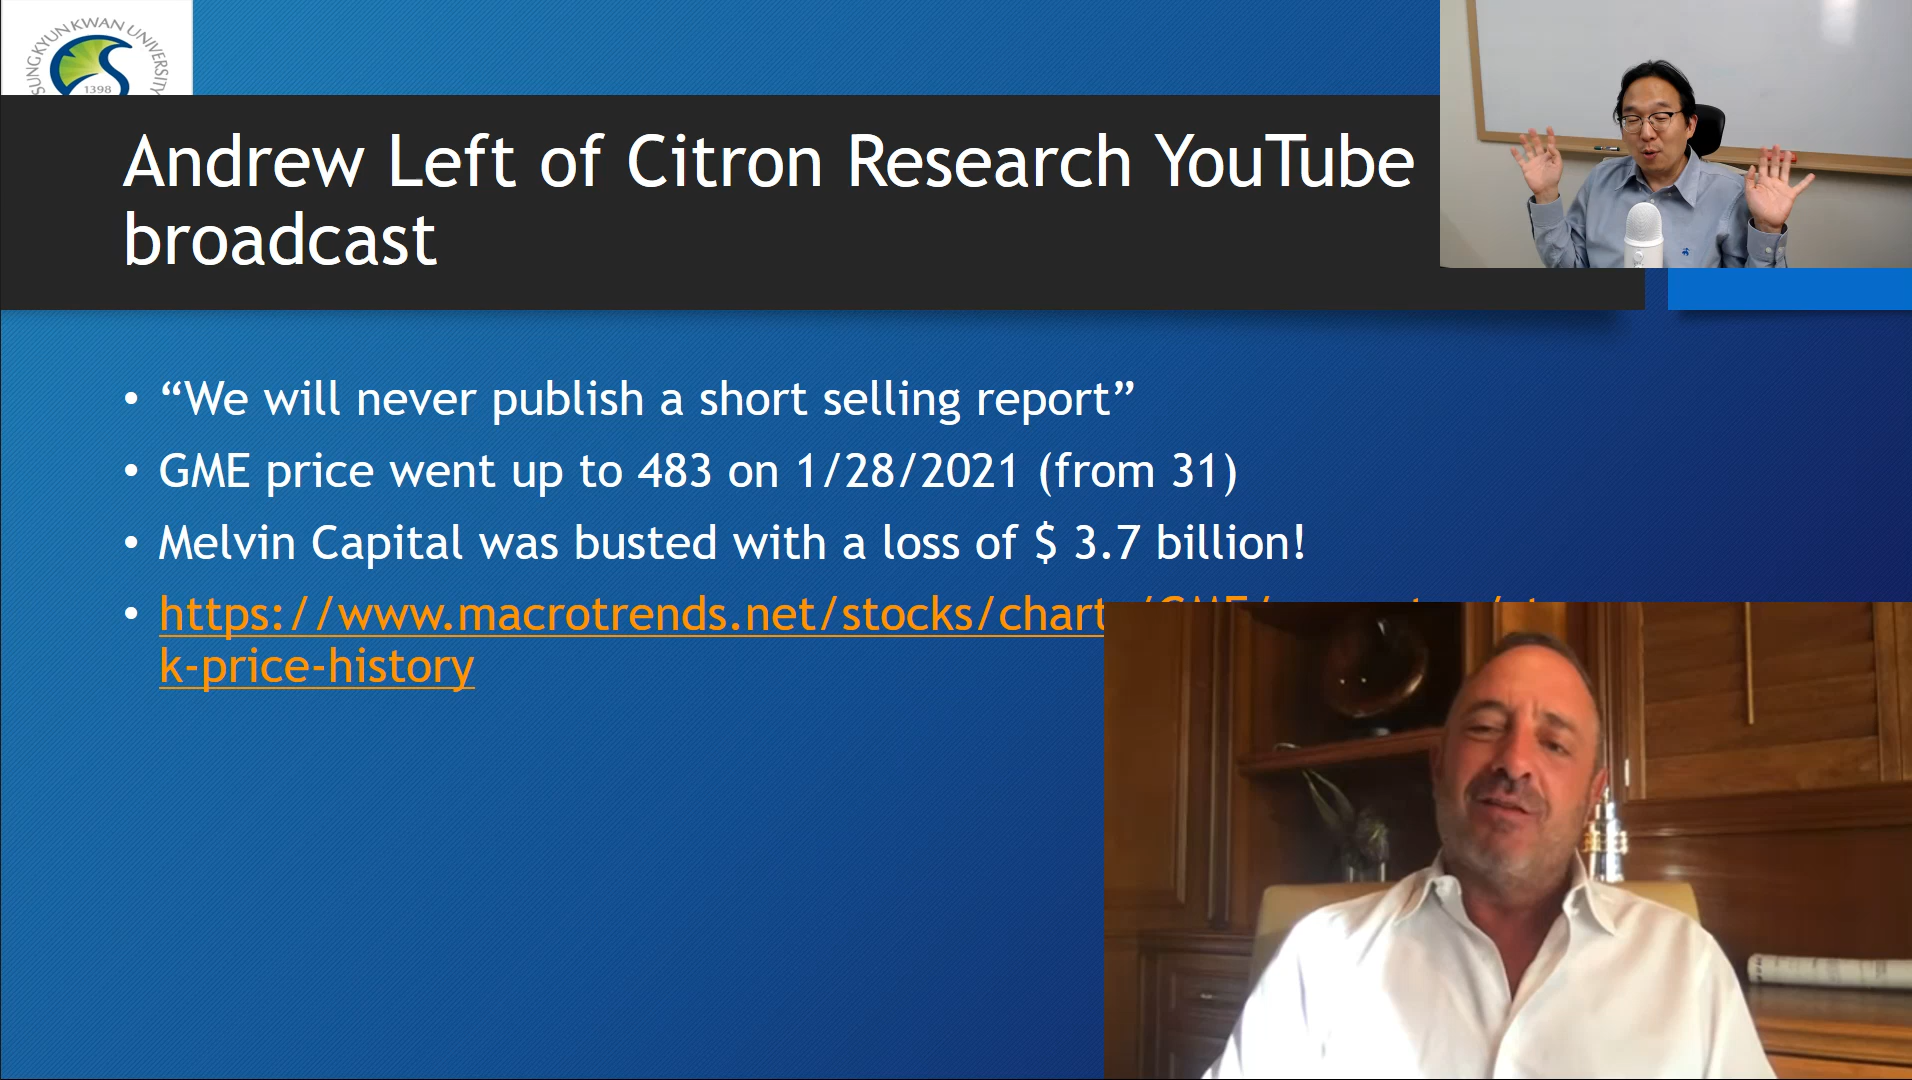 SUNGKYUNKWAN UNIVERSITY
1398
Andrew Left of Citron Research YouTube
broadcast
• “We will never publish a short selling report”
• GME price went up to 483 on 1/28/2021 (from 31)
• Melvin Capital was busted with a loss of $ 3.7 billion!
• https://www.macrotrends.net/stocks/chart
k-price-history